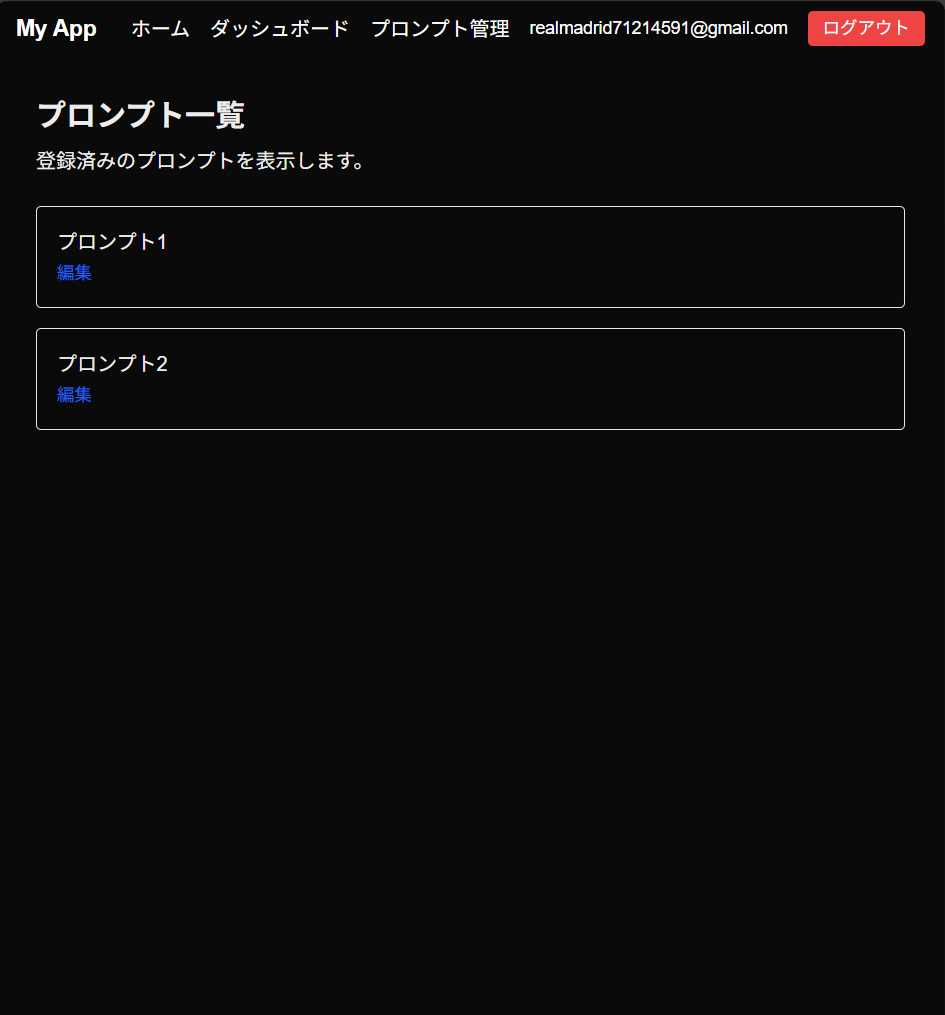 My App ホーム ダッシュボード プロンプト管理 realmadrid71214591@gmail.com ログアウト
プロンプト一覧
登録済みのプロンプトを表示します。
プロンプト1
編集
プロンプト2
編集